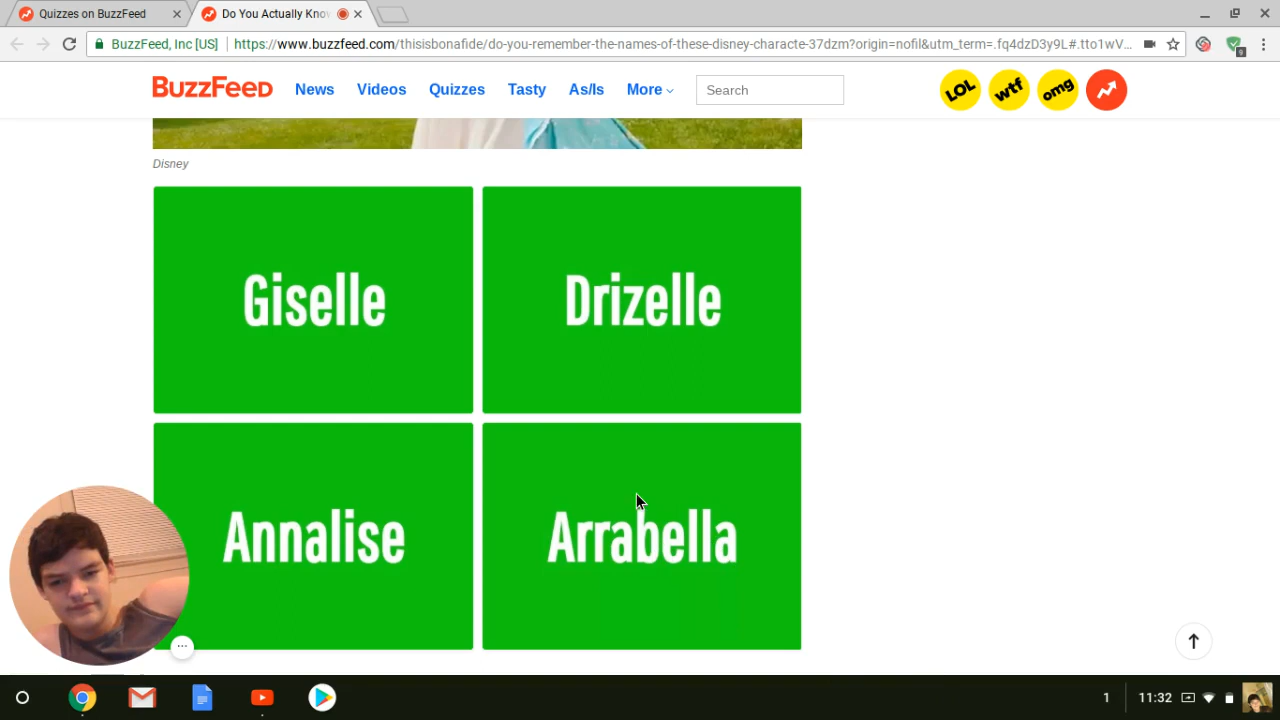 Quizzes on BuzzFeed
Do You Actually Kno
BuzzFeed, Inc [US]
https://www.buzzfeed.com/thisisbonafide/do-you-remember-the-names-of-these-disney-characte-37dzm?origin=nofil&utm_term=.fq4dzD3y9L#.tto1wV...
9
BuzzFeed
News
Videos
Quizzes
Tasty
As/Is
More
Search
LOL
wtf
omg
Disney
Giselle
Drizelle
Annalise
Arrabella
1
11:32